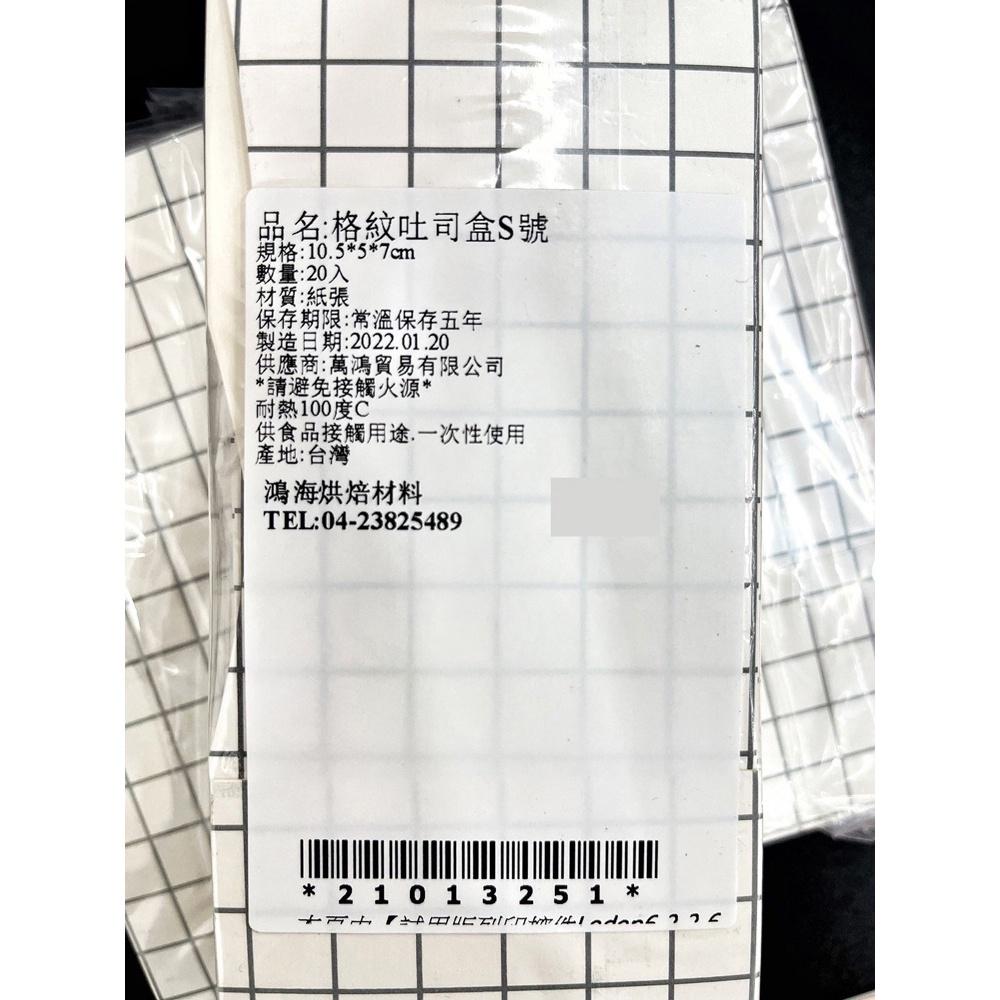 品名:格紋吐司盒S號
規格:10.5*5*7cm
數量:20入
材質:紙張
保存期限:常溫保存五年
製造日期:2022.01.20
供應商:萬鴻貿易有限公司
*請避免接觸火源*
耐熱100度C
供食品接觸用途.一次性使用
產地:台灣
鴻海烘焙材料
TEL:04-23825489
*21013251*